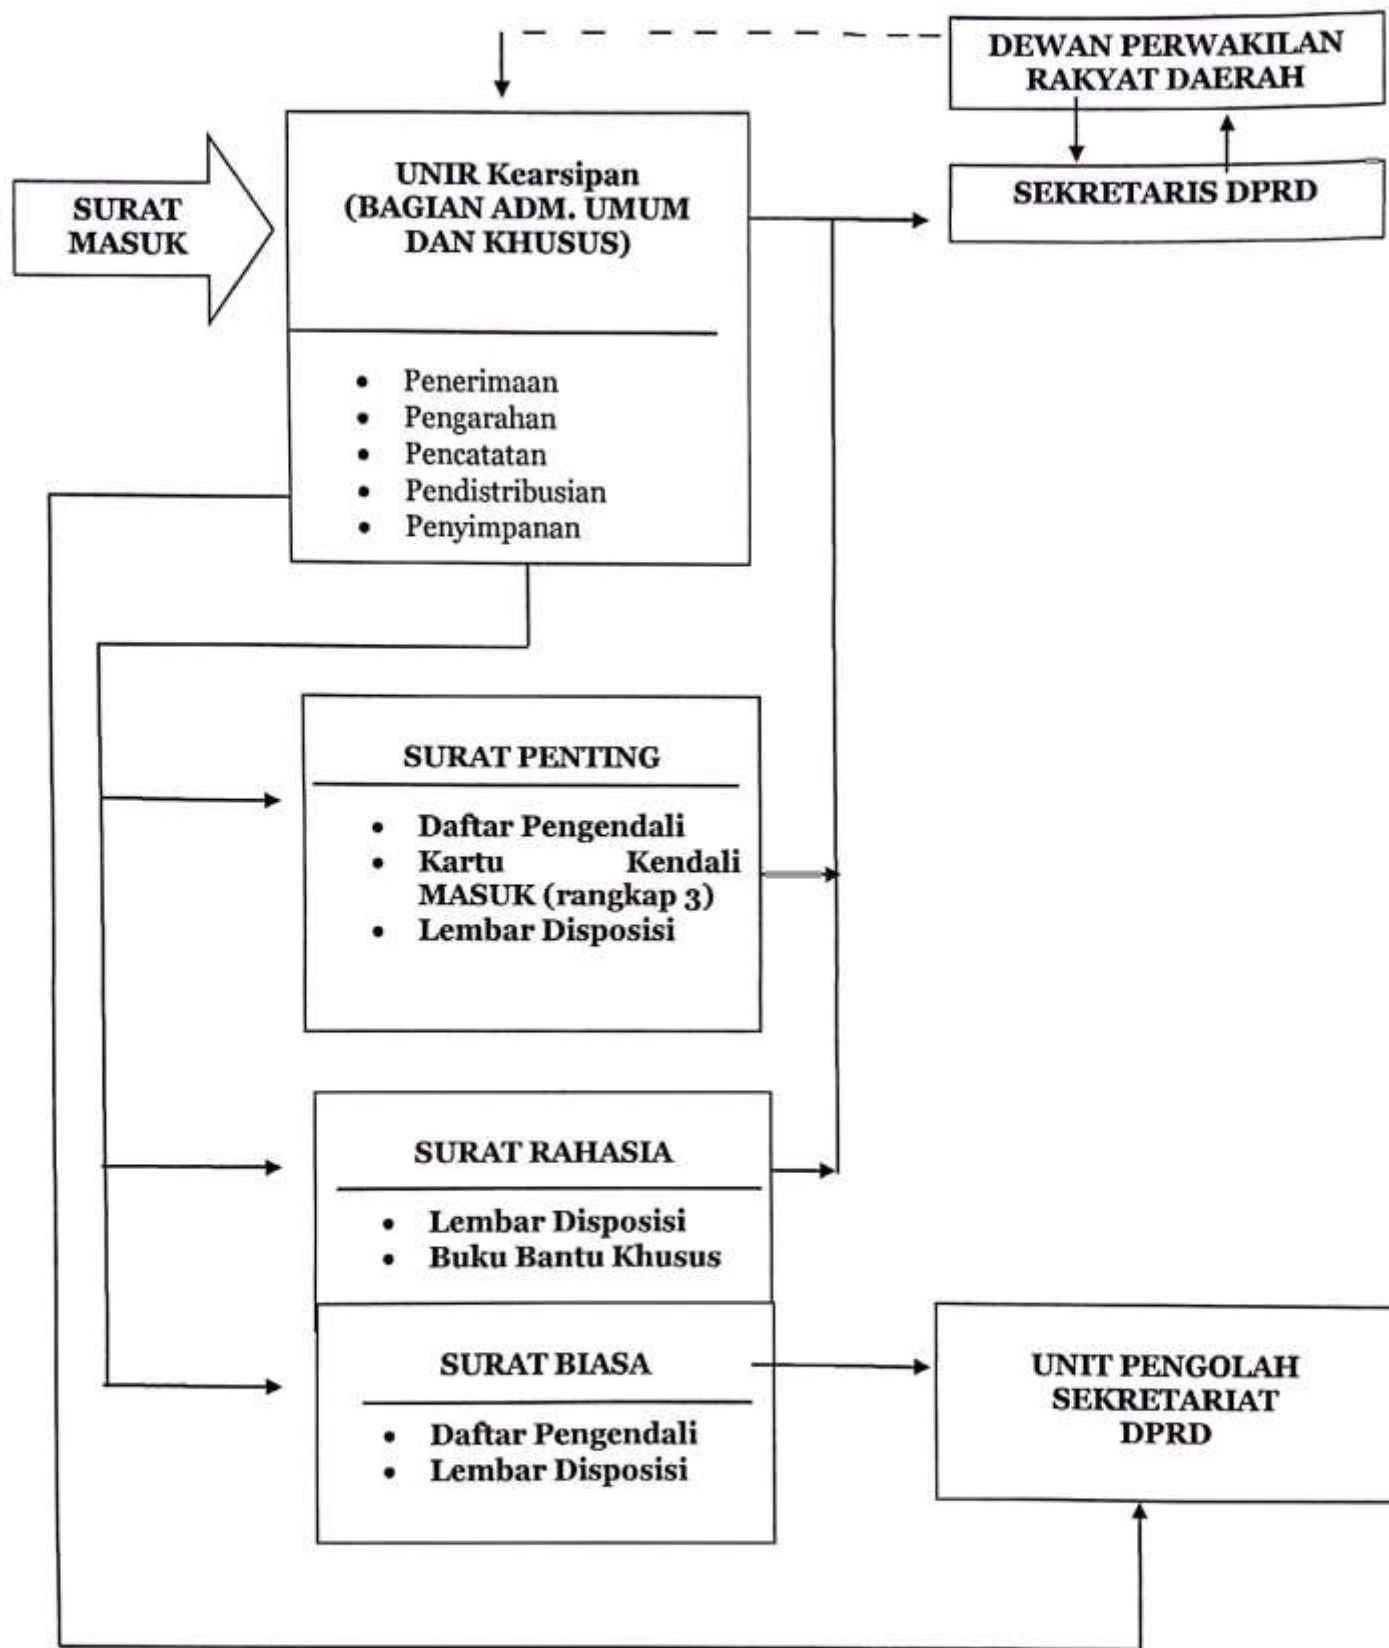 DEWAN PERWAKILAN
RAKYAT DAERAH
SEKRETARIS DPRD
SURAT
MASUK
UNIR Kearsipan
(BAGIAN ADM. UMUM
DAN KHUSUS)
• Penerimaan
• Pengarahan
• Pencatatan
• Pendistribusian
• Penyimpanan
SURAT PENTING
• Daftar Pengendali
• Kartu Kendali
MASUK (rangkap 3)
• Lembar Disposisi
SURAT RAHASIA
• Lembar Disposisi
• Buku Bantu Khusus
SURAT BIASA
• Daftar Pengendali
• Lembar Disposisi
UNIT PENGOLAH
SEKRETARIAT
DPRD